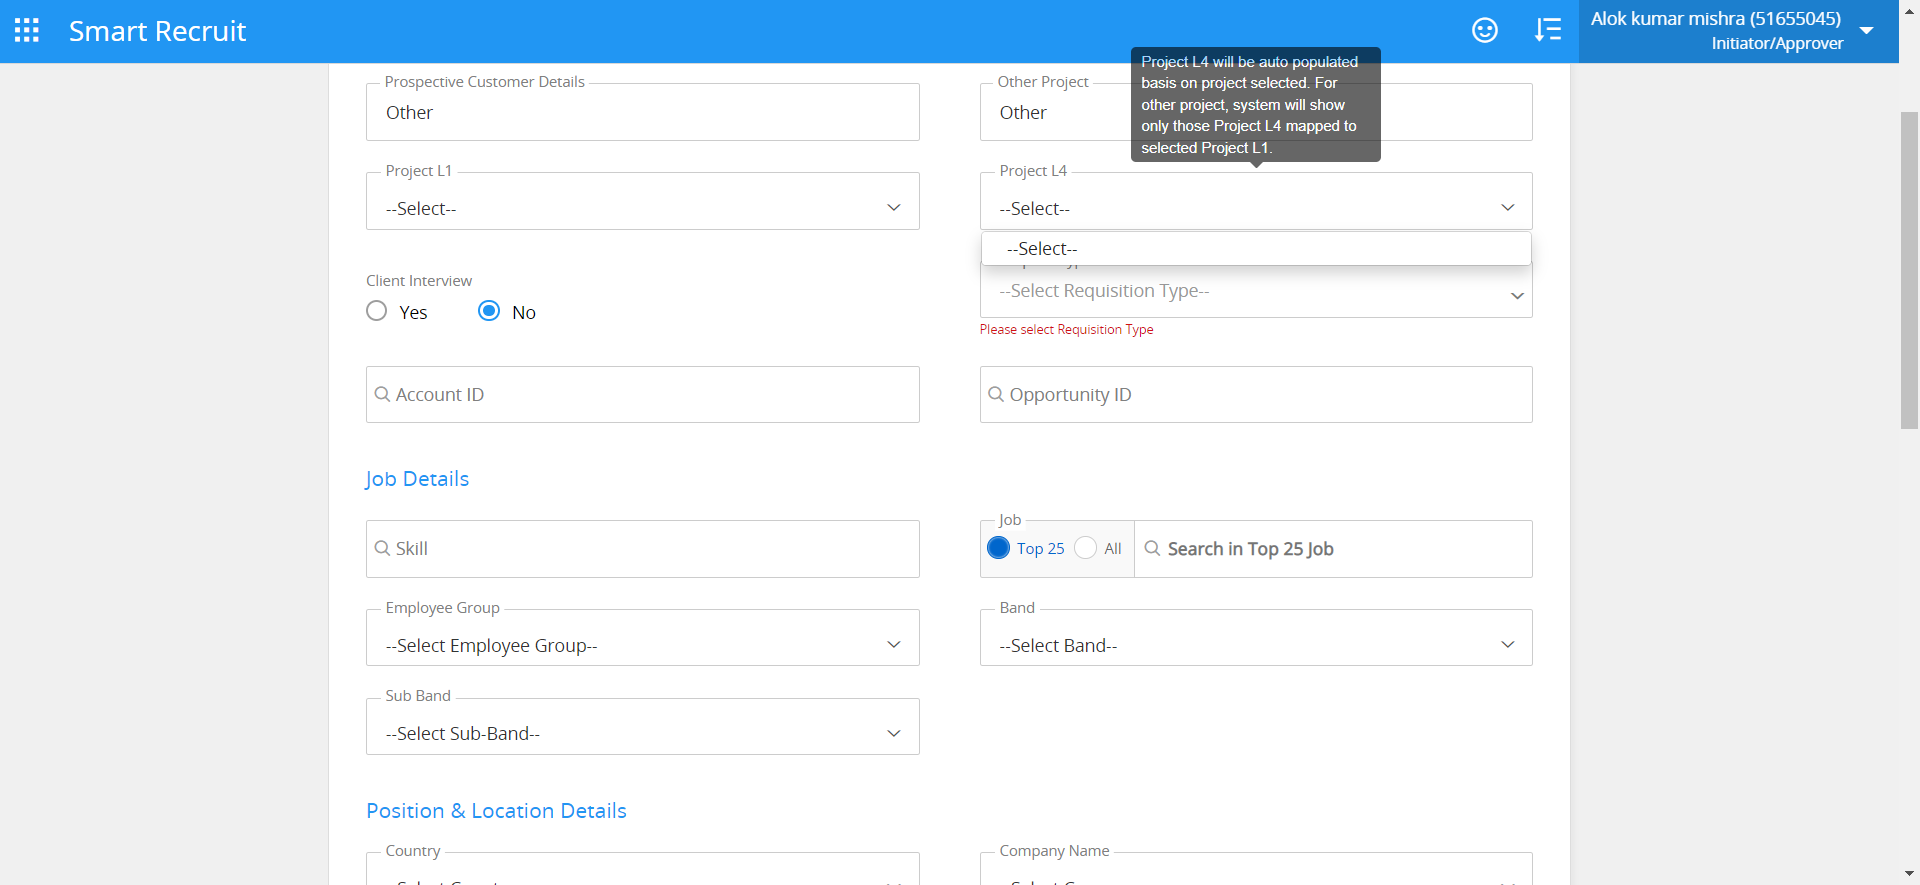 Smart Recruit
Alok kumar mishra (51655045)
Initiator/Approver
Project L4 will be auto populated
basis on project selected. For
other project, system will show
only those Project L4 mapped to
selected Project L1.
Prospective Customer Details
Other
Other Project
Other
Project L1
--Select--
Project L4
--Select--
--Select--
Client Interview
Yes
No
--Select Requisition Type--
Please select Requisition Type
Account ID
Opportunity ID
Job Details
Skill
Job
Top 25
All
Search in Top 25 Job
Employee Group
--Select Employee Group--
Band
--Select Band--
Sub Band
--Select Sub-Band--
Position & Location Details
Country
Company Name